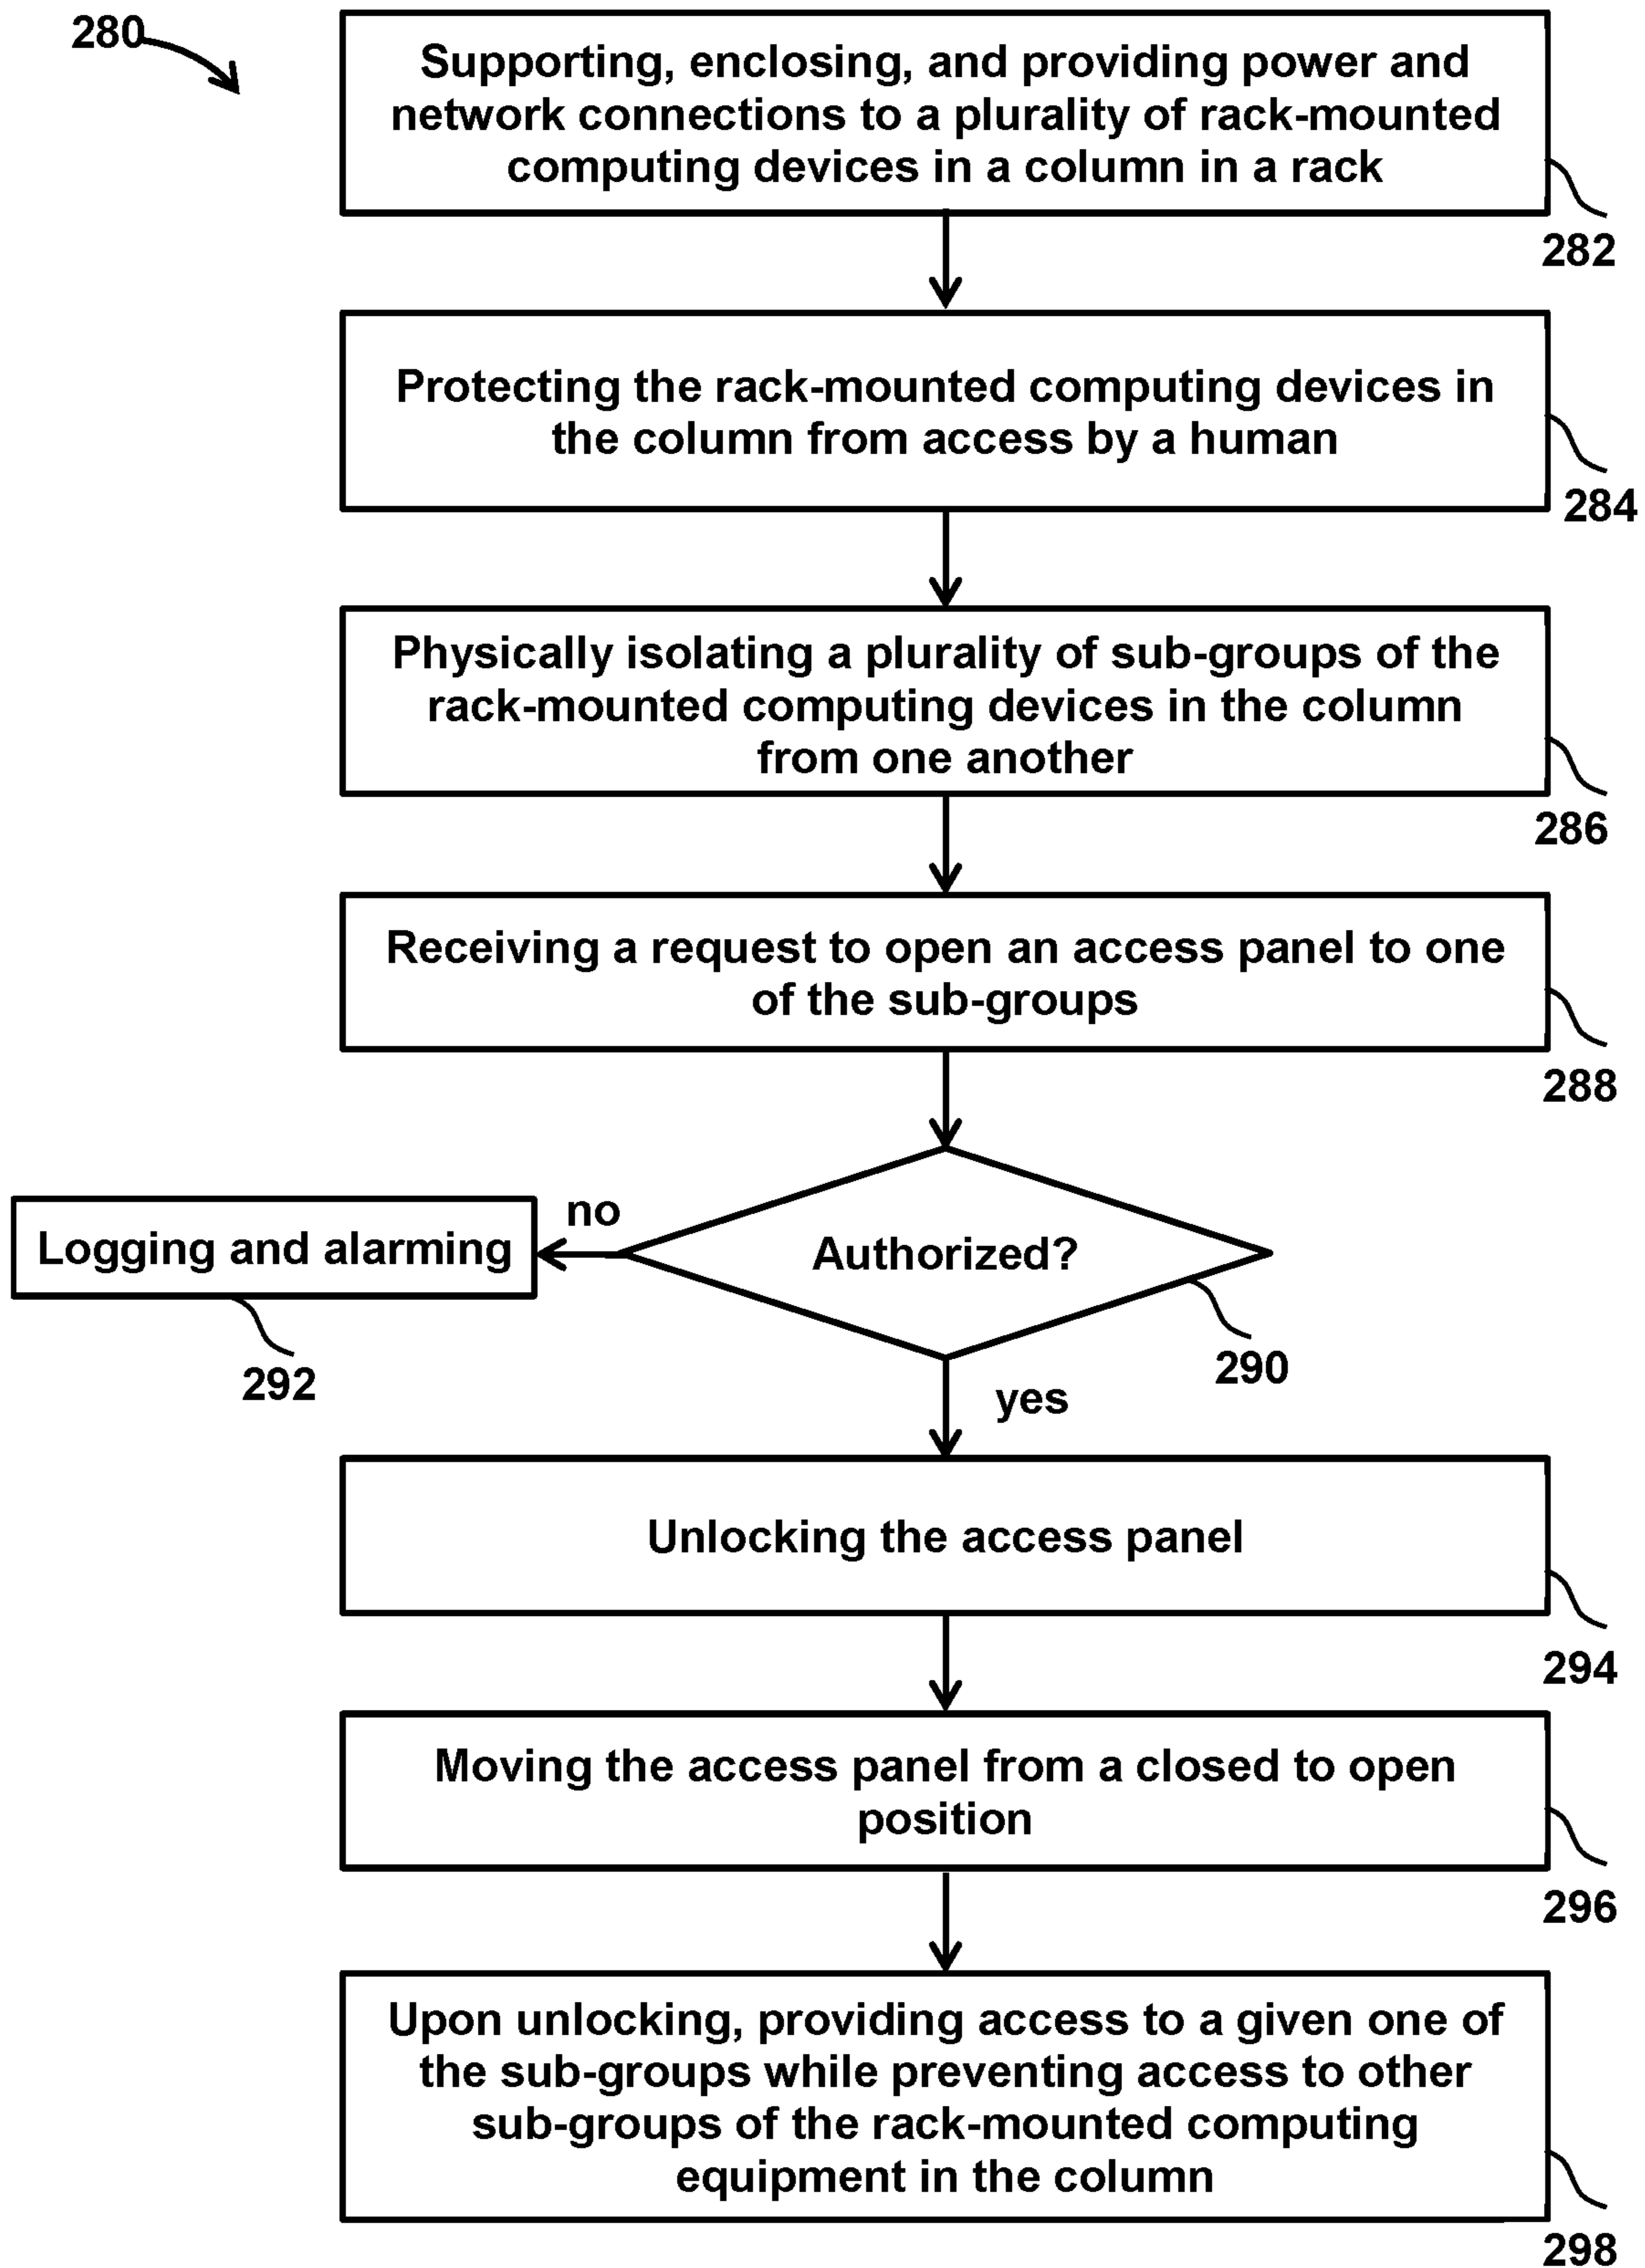 280
Supporting, enclosing, and providing power and
network connections to a plurality of rack-mounted
computing devices in a column in a rack
282
Protecting the rack-mounted computing devices in
the column from access by a human
284
Physically isolating a plurality of sub-groups of the
rack-mounted computing devices in the column
from one another
286
Receiving a request to open an access panel to one
of the sub-groups
288
Authorized?
290
no
Logging and alarming
292
yes
Unlocking the access panel
294
Moving the access panel from a closed to open
position
296
Upon unlocking, providing access to a given one of
the sub-groups while preventing access to other
sub-groups of the rack-mounted computing
equipment in the column
298